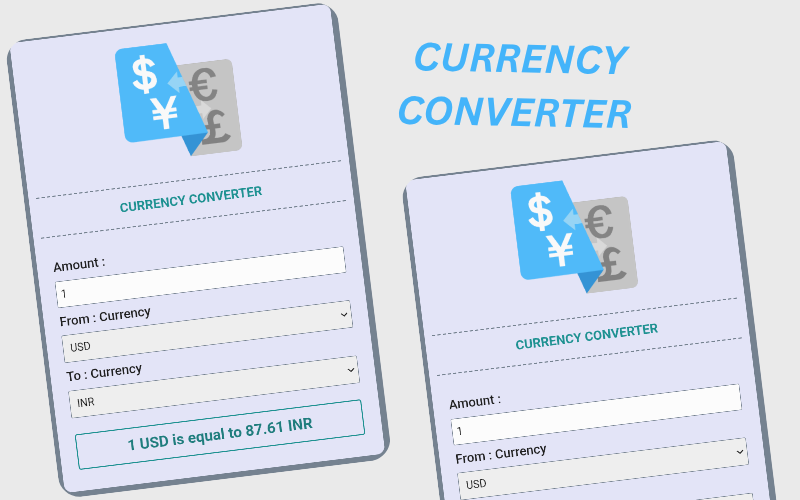 $
¥
€
£
CURRENCY CONVERTER
Amount :
1
From : Currency
USD
To : Currency
INR
1 USD is equal to 87.61 INR
CURRENCY
CONVERTER
$
¥
€
£
CURRENCY CONVERTER
Amount :
1
From : Currency
USD